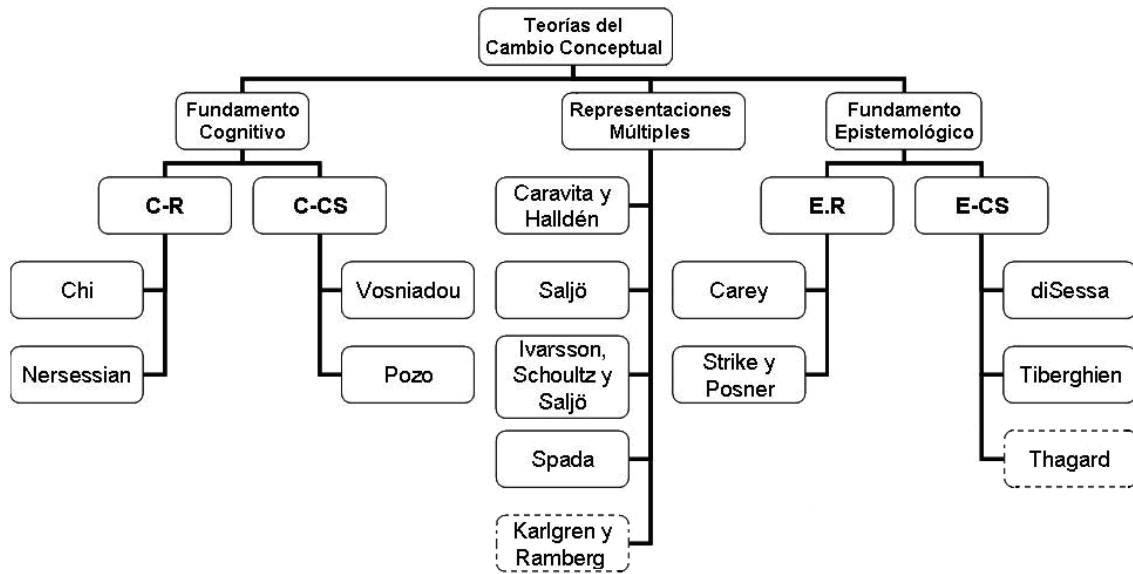 Teorías del
Cambio Conceptual
Fundamento
Cognitivo
Representaciones
Múltiples
Fundamento
Epistemológico
C-R
C-CS
Caravita y
Halldén
E.R
E-CS
Chi
Vosniadou
Saljö
Carey
diSessa
Nersessian
Pozo
Ivarsson,
Schoultz y
Saljö
Strike y
Posner
Tiberghien
Spada
Thagard
Karlgren y
Ramberg